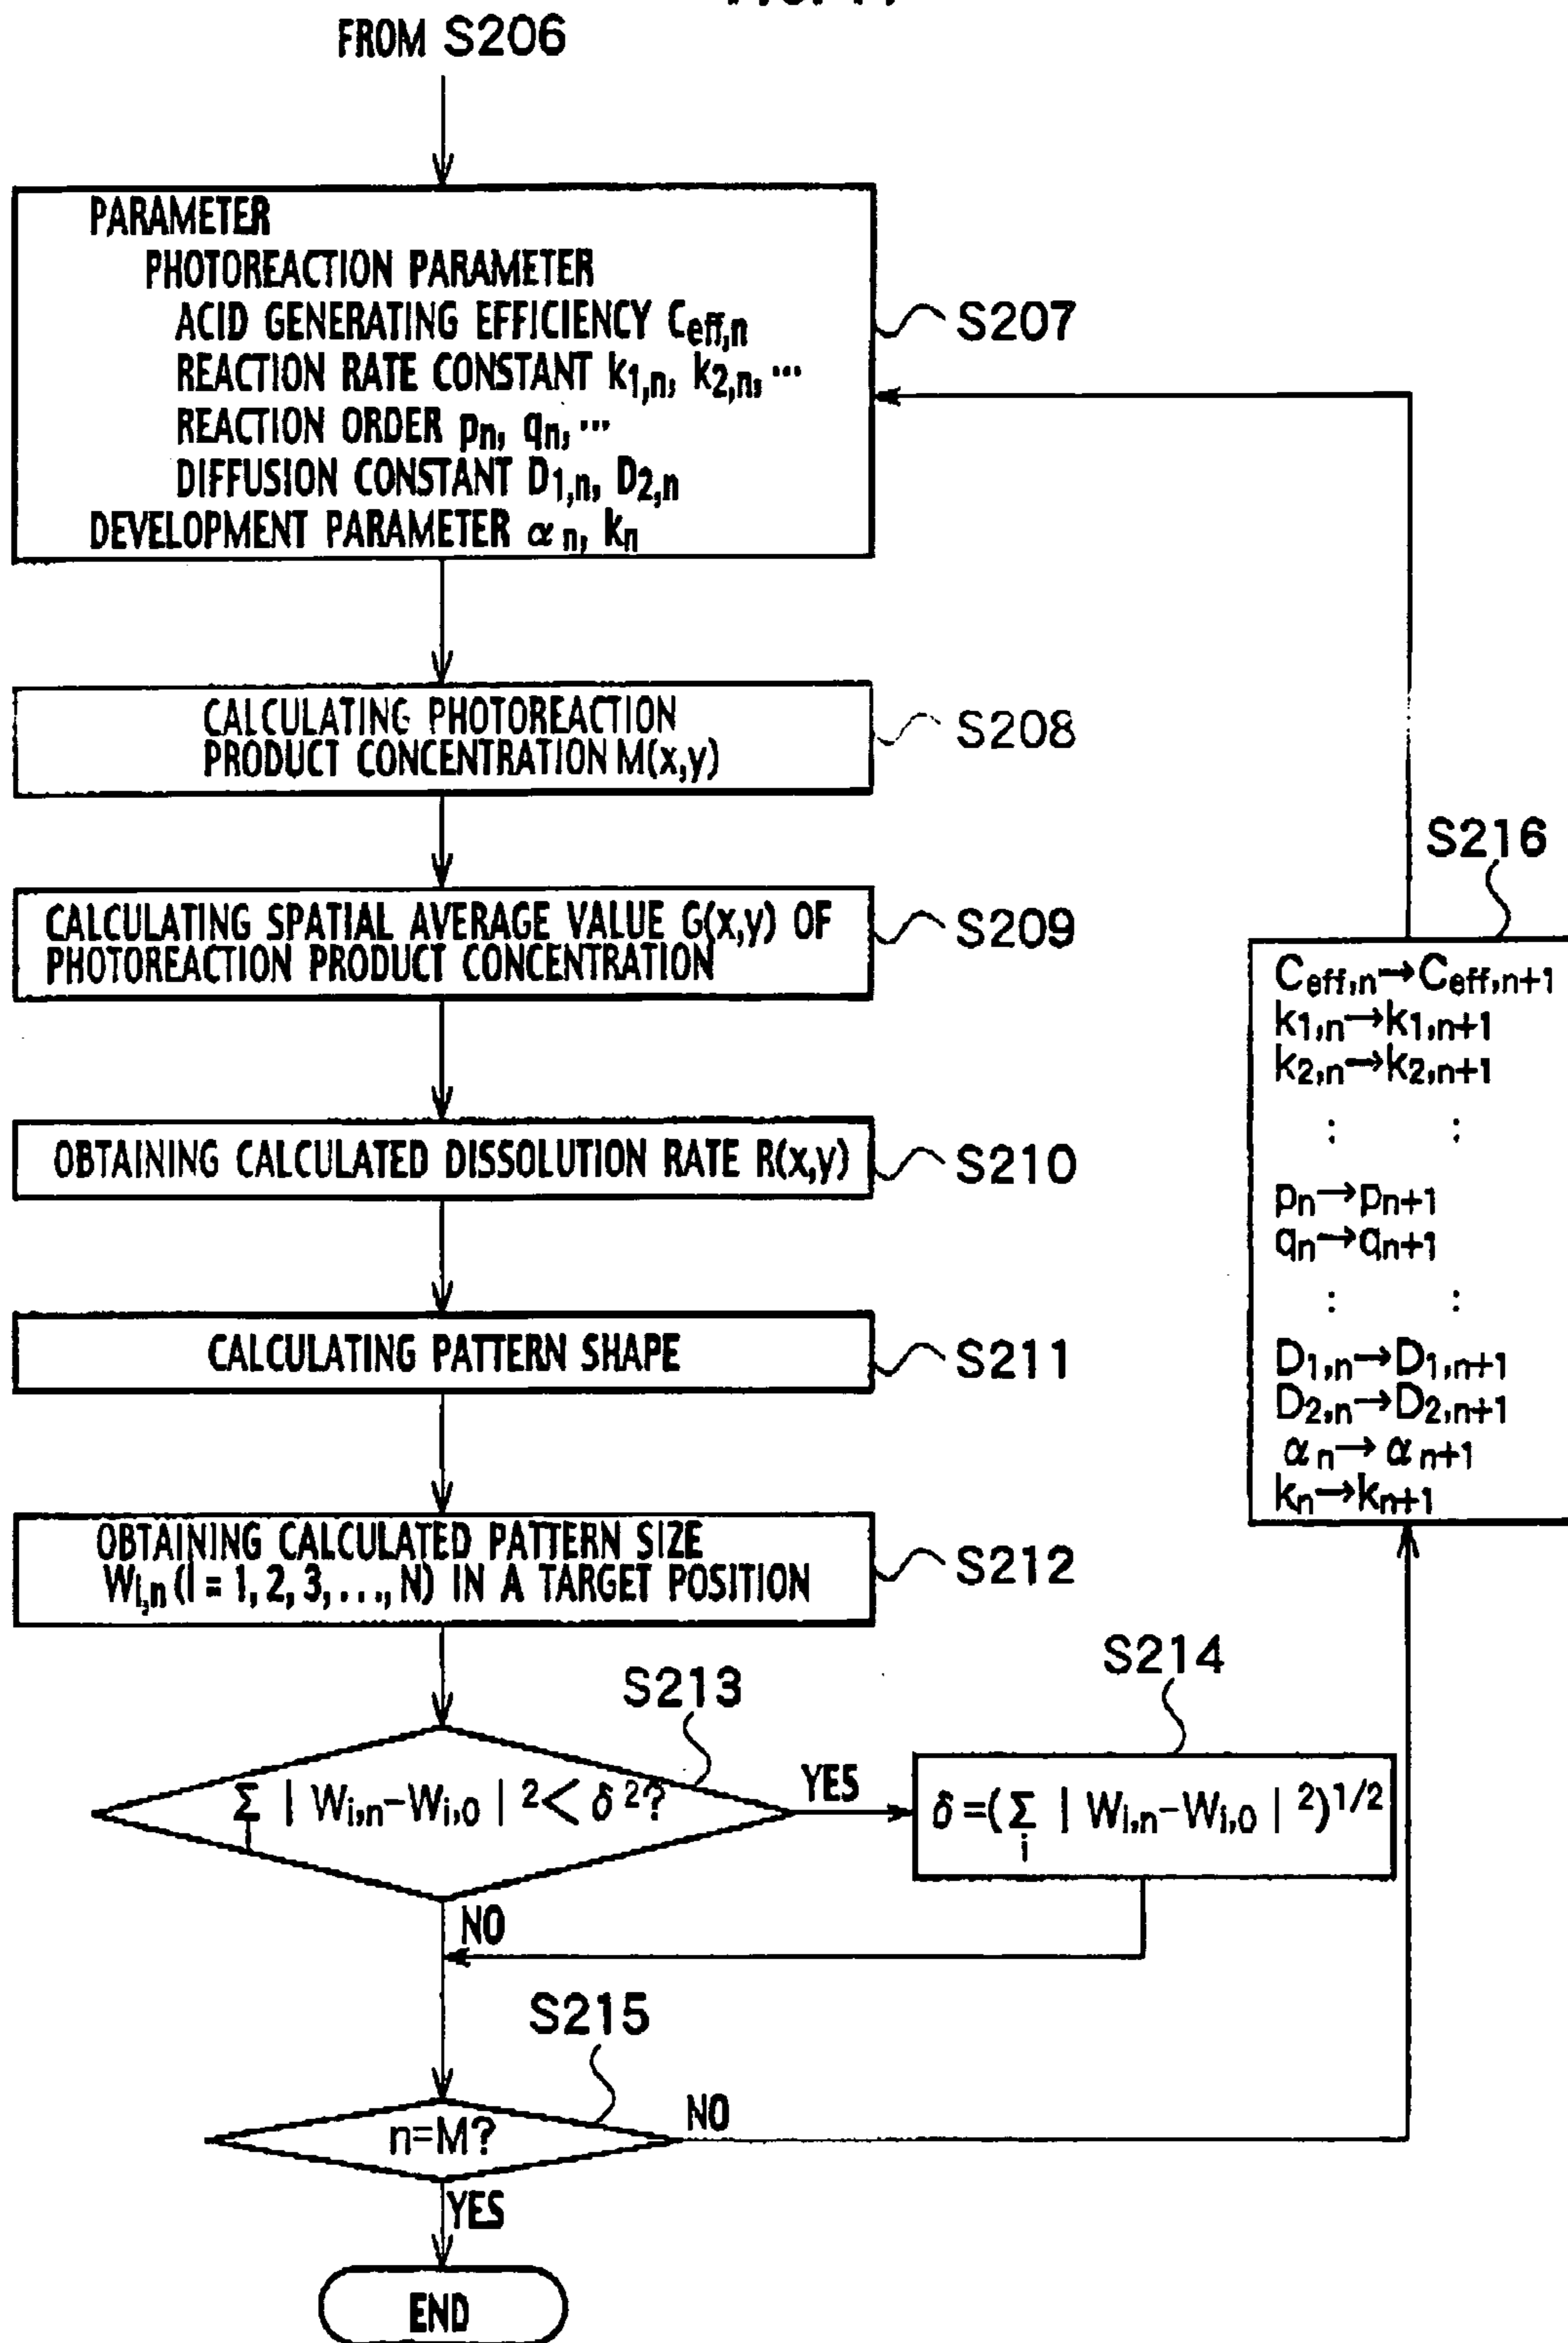 FROM S206
PARAMETER
PHOTOREACTION PARAMETER
ACID GENERATING EFFICIENCY Ceff,n
REACTION RATE CONSTANT k1,n, k2,n, ···
REACTION ORDER pn, qn, ···
DIFFUSION CONSTANT D1,n, D2,n
DEVELOPMENT PARAMETER αn, kn
S207
CALCULATING PHOTOREACTION
PRODUCT CONCENTRATION M(x,y)
S208
CALCULATING SPATIAL AVERAGE VALUE G(x,y) OF
PHOTOREACTION PRODUCT CONCENTRATION
S209
OBTAINING CALCULATED DISSOLUTION RATE R(x,y)
S210
CALCULATING PATTERN SHAPE
S211
OBTAINING CALCULATED PATTERN SIZE
Wi,n (i = 1, 2, 3, . . ., N) IN A TARGET POSITION
S212
S213
Σi | Wi,n-Wi,0 | 2< δ 2?
YES
NO
S214
δ =(Σi | Wi,n-Wi,0 | 2)1/2
S215
n=M?
NO
YES
END
S216
Ceff,n→Ceff,n+1
k1,n→k1,n+1
k2,n→k2,n+1
: :
pn→pn+1
qn→qn+1
: :
D1,n→D1,n+1
D2,n→D2,n+1
αn→αn+1
kn→kn+1